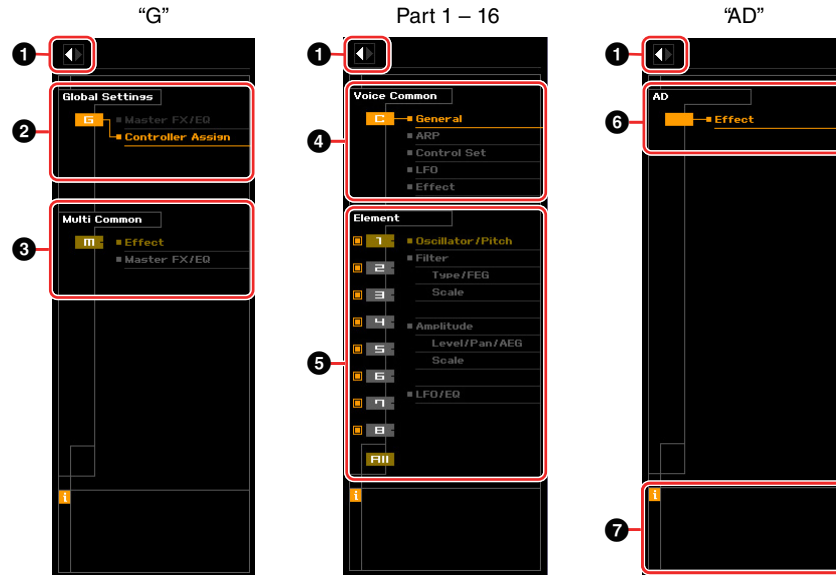 “G”
1
Global Settings
2
G
Master FX/EQ
Controller Assign
Multi Common
3
m
Effect
Master FX/EQ
i
Part 1 – 16
1
Voice Common
4
C
General
ARP
Control Set
LFO
Effect
Element
5
1
Oscillator/Pitch
2
Filter
Type/FEG
3
Scale
4
Amplitude
5
Level/Pan/AEG
Scale
6
7
LFO/EQ
8
All
i
“AD”
1
AD
6
Effect
i
7